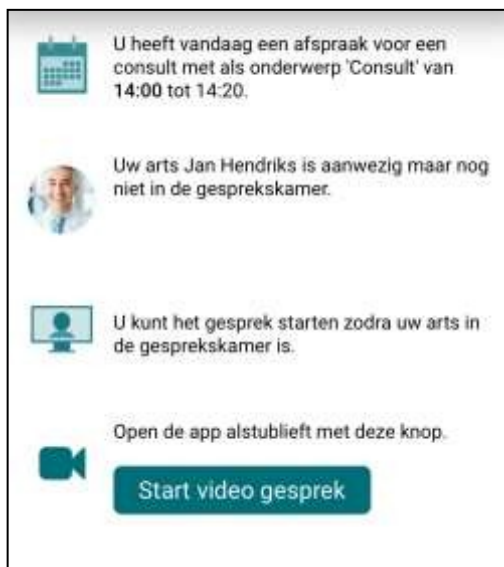 U heeft vandaag een afspraak voor een
consult met als onderwerp 'Consult' van
14:00 tot 14:20.
Uw arts Jan Hendriks is aanwezig maar nog
niet in de gesprekskamer.
U kunt het gesprek starten zodra uw arts in
de gesprekskamer is.
Open de app alstublieft met deze knop.
Start video gesprek